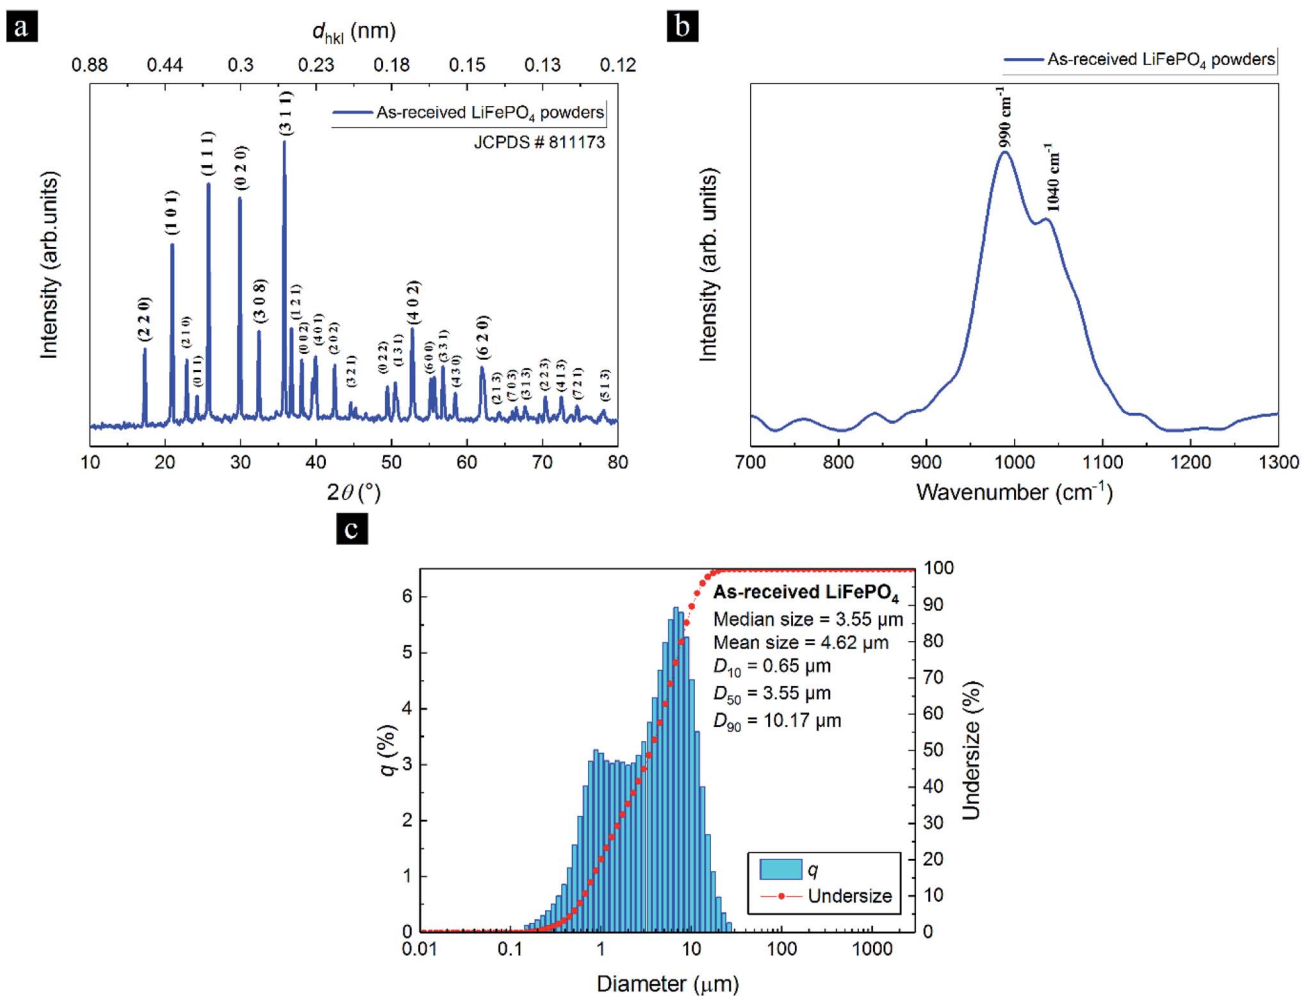 a
d_hkl (nm)
0.88 0.44 0.3 0.23 0.18 0.15 0.13 0.12
As-received LiFePO₄ powders
JCPDS # 811173
Intensity (arb.units)
(2 2 0)
(1 0 1)
(2 1 0)
(0 1 1)
(1 1 1)
(0 2 0)
(3 0 8)
(3 1 1)
(1 2 1)
(0 0 2)
(4 0 1)
(2 0 2)
(3 2 1)
(0 2 2)
(1 3 1)
(4 0 2)
(6 0 0)
(3 3 1)
(4 3 0)
(6 2 0)
(2 1 3)
(7 0 3)
(3 1 3)
(2 2 3)
(4 1 3)
(7 2 1)
(5 1 3)
10 20 30 40 50 60 70 80
2θ (°)
b
As-received LiFePO₄ powders
Intensity (arb. units)
990 cm⁻¹
1040 cm⁻¹
700 800 900 1000 1100 1200 1300
Wavenumber (cm⁻¹)
c
q (%)
6
5
4
3
2
1
0
As-received LiFePO₄
Median size = 3.55 µm
Mean size = 4.62 µm
D₁₀ = 0.65 µm
D₅₀ = 3.55 µm
D₉₀ = 10.17 µm
q
Undersize
100
90
80
70
60
50
40
30
20
10
0
Undersize (%)
0.01 0.1 1 10 100 1000
Diameter (µm)